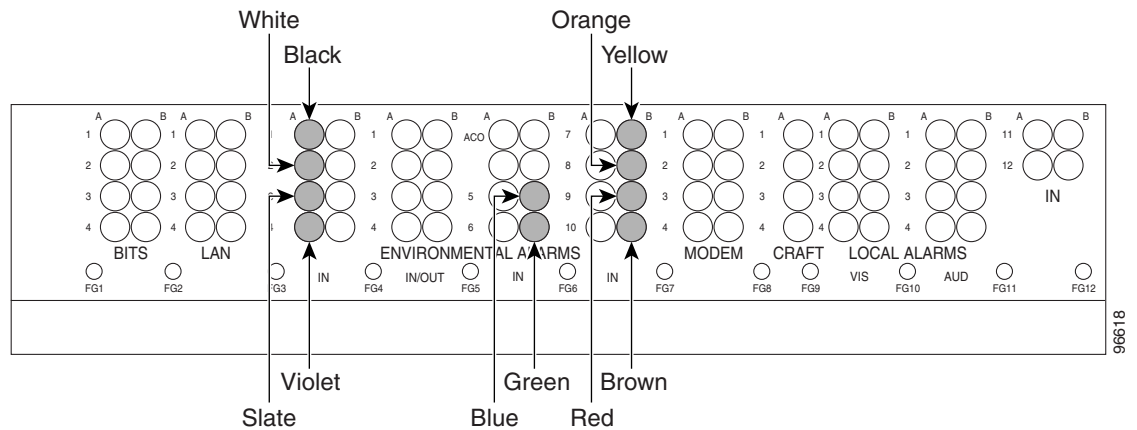 White
Orange
Black
Yellow
A B A B A B A B A B A B A B A A B A B A B
1 1 1 1 ACO 7 1 1 1 11
2 2 2 2 8 2 2 2 12
3 3 3 3 5 9 3 3 3 IN
4 4 4 4 6 10 4 4 4
BITS LAN ENVIRONMENTAL ALARMS MODEM CRAFT LOCAL ALARMS
IN IN/OUT IN IN VIS AUD
FG1 FG2 FG3 FG4 FG5 FG6 FG7 FG8 FG9 FG10 FG11 FG12
96618
Violet
Green
Brown
Slate
Blue
Red